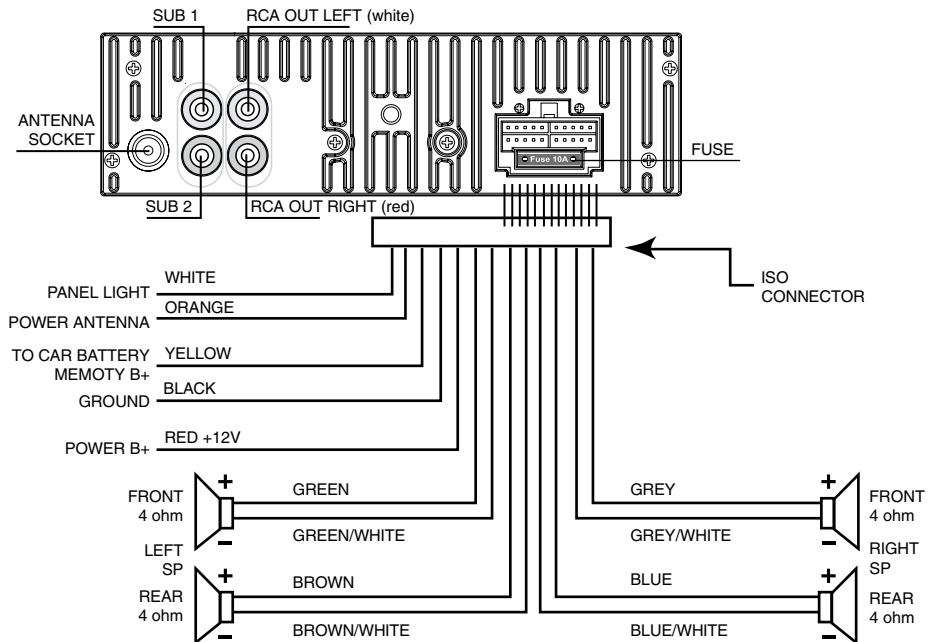 SUB 1
RCA OUT LEFT (white)
ANTENNA
SOCKET
Fuse 10A
FUSE
SUB 2
RCA OUT RIGHT (red)
ISO
CONNECTOR
PANEL LIGHT
WHITE
POWER ANTENNA
ORANGE
TO CAR BATTERY
MEMOTY B+
YELLOW
GROUND
BLACK
POWER B+
RED +12V
FRONT
4 ohm
+
-
GREEN
GREEN/WHITE
GREY
GREY/WHITE
+
-
FRONT
4 ohm
LEFT
SP
RIGHT
SP
REAR
4 ohm
+
-
BROWN
BROWN/WHITE
BLUE
BLUE/WHITE
+
-
REAR
4 ohm